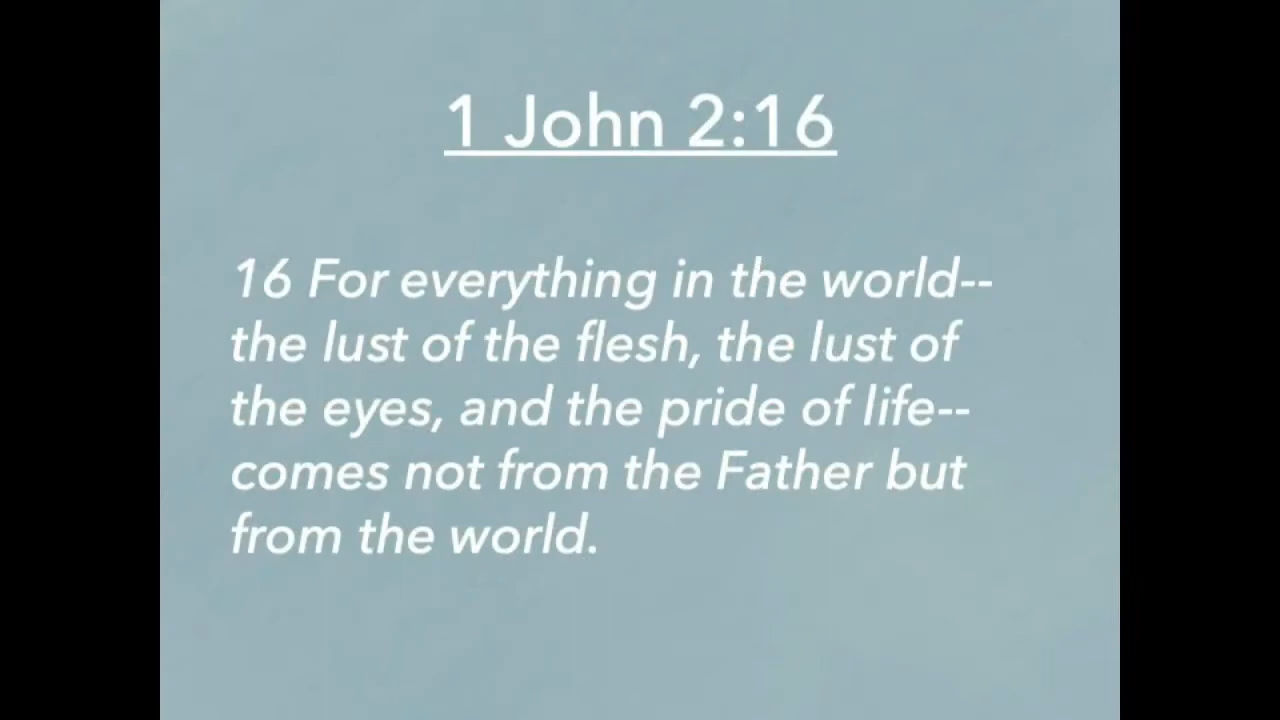 1 John 2:16
16 For everything in the world--
the lust of the flesh, the lust of
the eyes, and the pride of life--
comes not from the Father but
from the world.